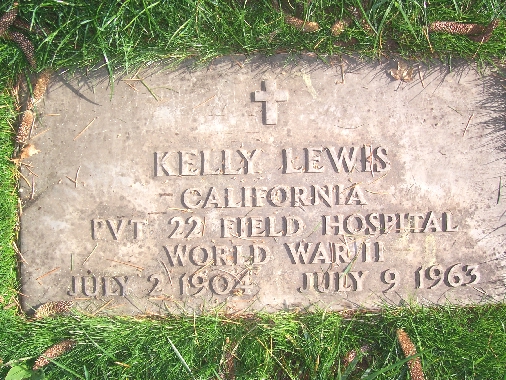 KELLY LEWIS
CALIFORNIA
PVT 22 FIELD HOSPITAL
WORLD WAR II
JULY 2 1904 JULY 9 1963